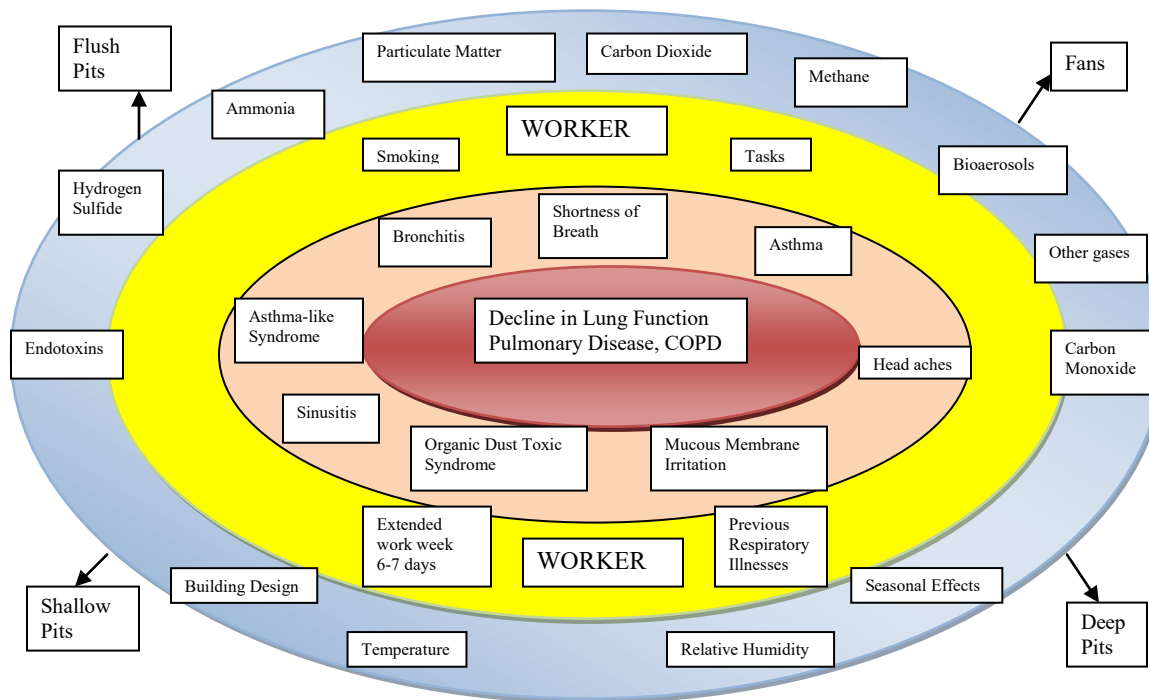 Flush
Pits
Particulate Matter
Carbon Dioxide
Methane
Fans
Ammonia
WORKER
Smoking
Tasks
Bioaerosols
Hydrogen
Sulfide
Shortness of
Breath
Bronchitis
Asthma
Other gases
Asthma-like
Syndrome
Decline in Lung Function
Pulmonary Disease, COPD
Endotoxins
Head aches
Carbon
Monoxide
Sinusitis
Organic Dust Toxic
Syndrome
Mucous Membrane
Irritation
Extended
work week
6-7 days
WORKER
Previous
Respiratory
Illnesses
Building Design
Seasonal Effects
Shallow
Pits
Deep
Pits
Temperature
Relative Humidity